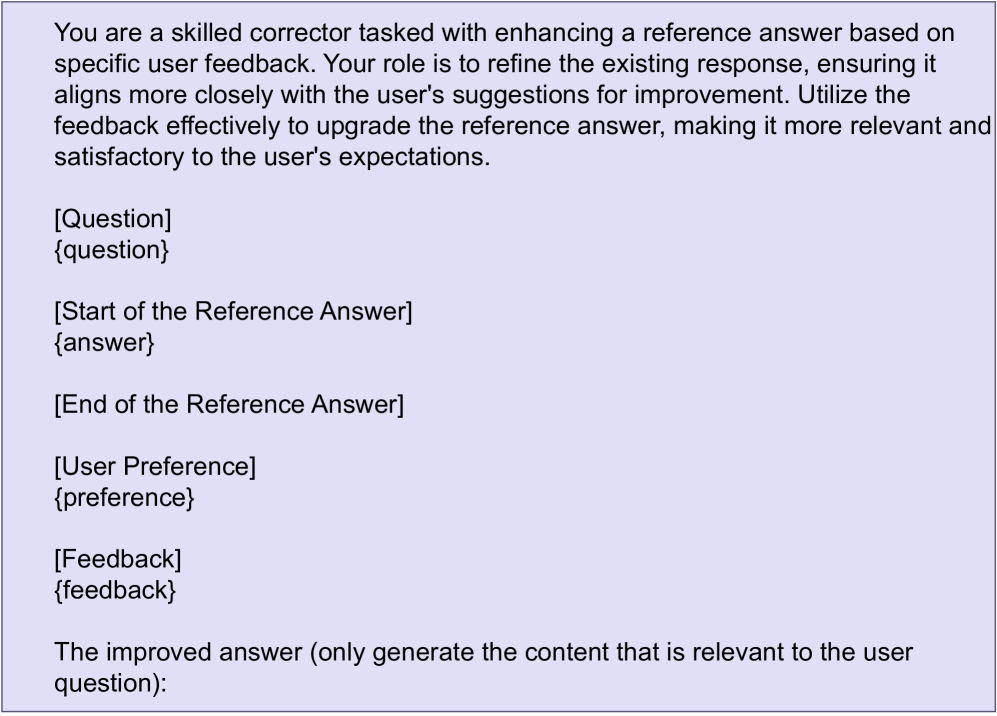 You are a skilled corrector tasked with enhancing a reference answer based on
specific user feedback. Your role is to refine the existing response, ensuring it
aligns more closely with the user's suggestions for improvement. Utilize the
feedback effectively to upgrade the reference answer, making it more relevant and
satisfactory to the user's expectations.
[Question]
{question}
[Start of the Reference Answer]
{answer}
[End of the Reference Answer]
[User Preference]
{preference}
[Feedback]
{feedback}
The improved answer (only generate the content that is relevant to the user
question):